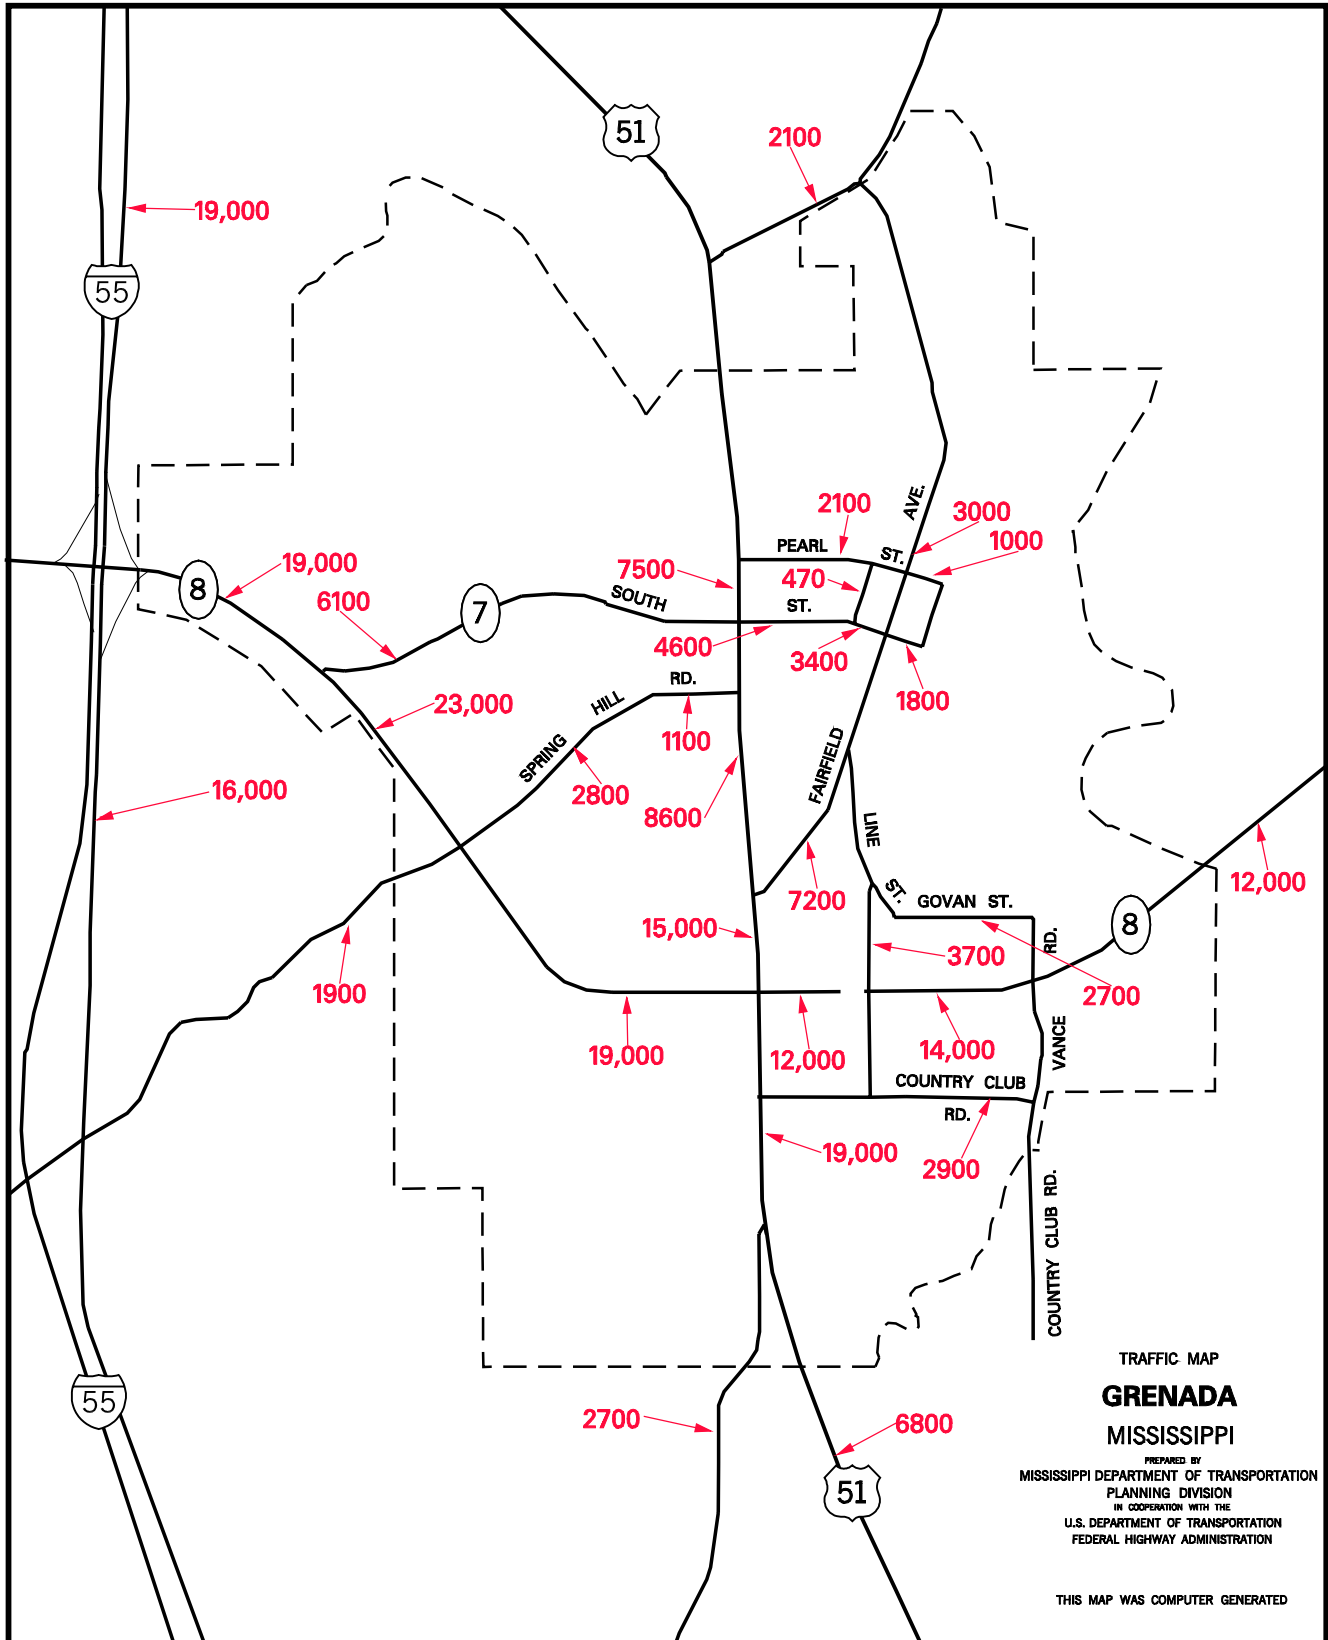 51
2100
19,000
55
2100
AVE.
3000
PEARL
ST.
1000
19,000
7500
470
8
6100
7
SOUTH
ST.
4600
3400
RD.
1800
23,000
HILL
1100
SPRING
FAIRFIELD
16,000
2800
8600
LINE
12,000
7200
ST.
GOVAN ST.
15,000
8
RD.
3700
1900
2700
19,000
12,000
14,000
VANCE
COUNTRY CLUB
RD.
19,000
2900
COUNTRY CLUB RD.
55
2700
6800
51
TRAFFIC MAP
GRENADA
MISSISSIPPI
PREPARED BY
MISSISSIPPI DEPARTMENT OF TRANSPORTATION
PLANNING DIVISION
IN COOPERATION WITH THE
U.S. DEPARTMENT OF TRANSPORTATION
FEDERAL HIGHWAY ADMINISTRATION
THIS MAP WAS COMPUTER GENERATED